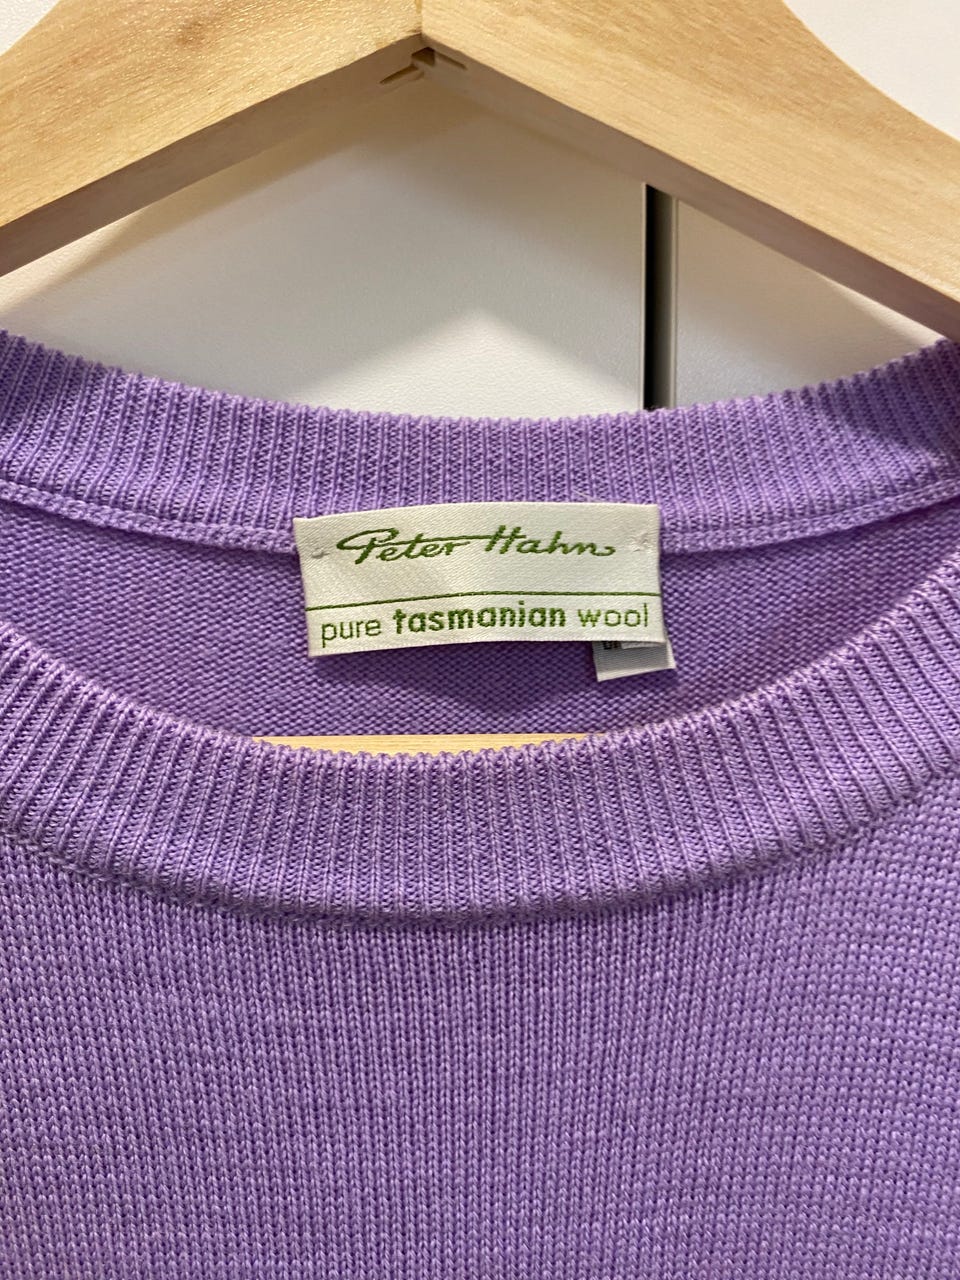 Peter Hahn
pure tasmanian wool